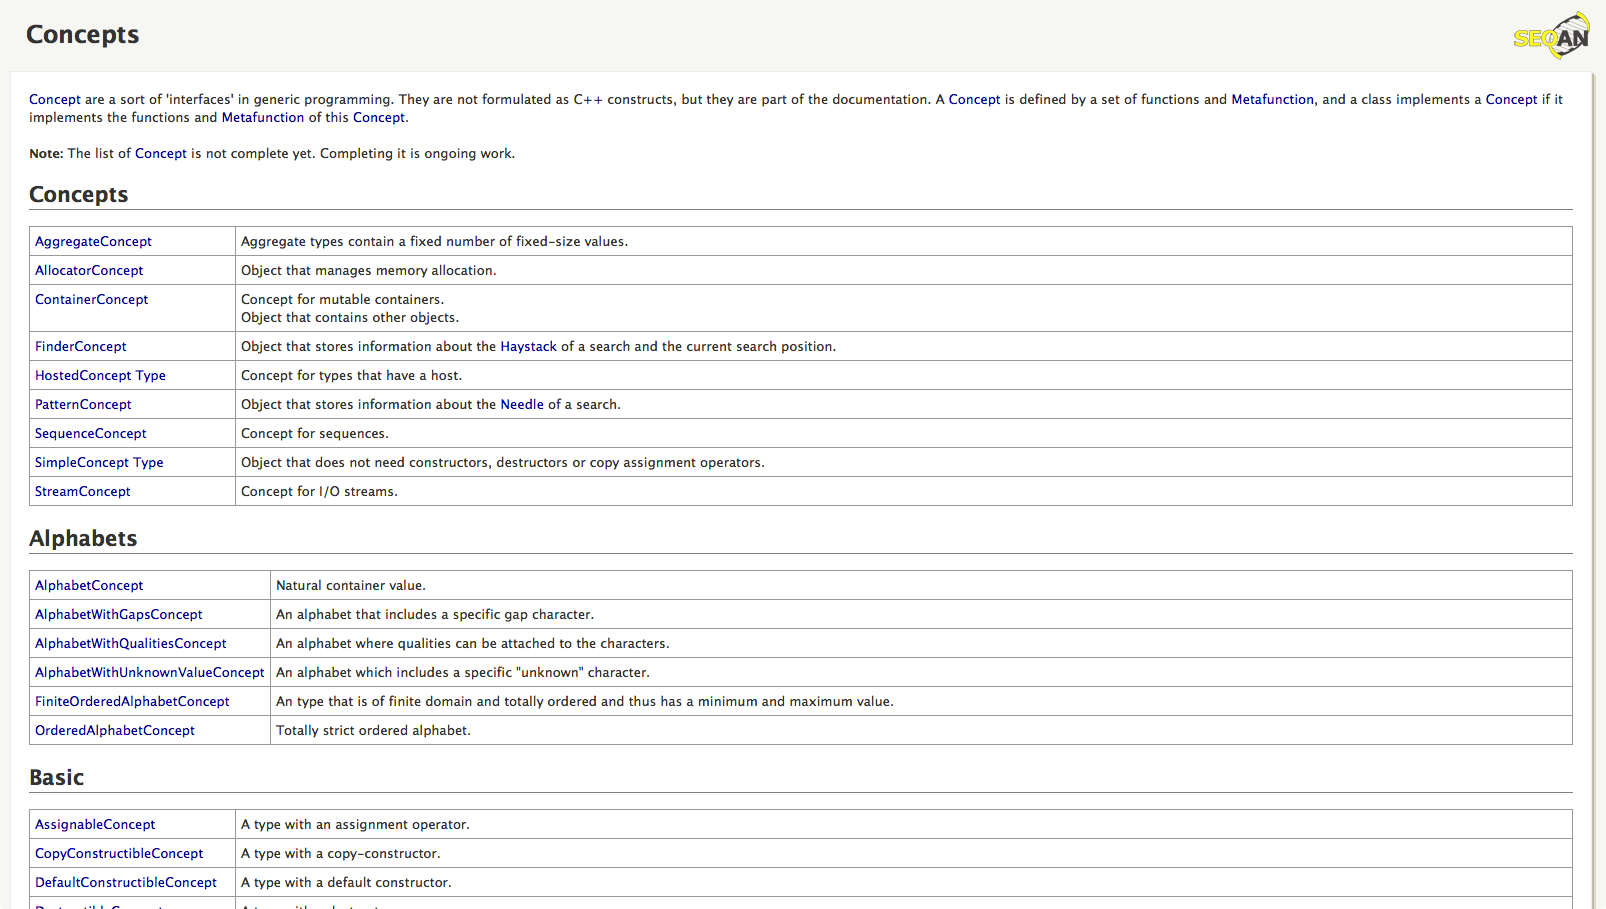 Concepts
SEQAN
Concept are a sort of 'interfaces' in generic programming. They are not formulated as C++ constructs, but they are part of the documentation. A Concept is defined by a set of functions and Metafunction, and a class implements a Concept if it
implements the functions and Metafunction of this Concept.
Note: The list of Concept is not complete yet. Completing it is ongoing work.
Concepts
AggregateConcept Aggregate types contain a fixed number of fixed-size values.
AllocatorConcept Object that manages memory allocation.
ContainerConcept Concept for mutable containers.
Object that contains other objects.
FinderConcept Object that stores information about the Haystack of a search and the current search position.
HostedConcept Type Concept for types that have a host.
PatternConcept Object that stores information about the Needle of a search.
SequenceConcept Concept for sequences.
SimpleConcept Type Object that does not need constructors, destructors or copy assignment operators.
StreamConcept Concept for I/O streams.
Alphabets
AlphabetConcept Natural container value.
AlphabetWithGapsConcept An alphabet that includes a specific gap character.
AlphabetWithQualitiesConcept An alphabet where qualities can be attached to the characters.
AlphabetWithUnknownValueConcept An alphabet which includes a specific "unknown" character.
FiniteOrderedAlphabetConcept An type that is of finite domain and totally ordered and thus has a minimum and maximum value.
OrderedAlphabetConcept Totally strict ordered alphabet.
Basic
AssignableConcept A type with an assignment operator.
CopyConstructibleConcept A type with a copy-constructor.
DefaultConstructibleConcept A type with a default constructor.